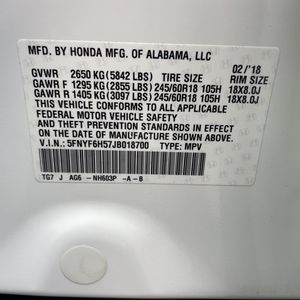 MFD. BY HONDA MFG. OF ALABAMA, LLC 02/'18
GVWR 2650 KG (5842 LBS) TIRE SIZE RIM SIZE
GAWR F 1295 KG (2855 LBS) 245/60R18 105H 18X8.0J
GAWR R 1405 KG (3097 LBS) 245/60R18 105H 18X8.0J
THIS VEHICLE CONFORMS TO ALL APPLICABLE
FEDERAL MOTOR VEHICLE SAFETY STANDARDS
IN EFFECT ON THE DATE OF MANUFACTURE SHOWN ABOVE.
V.I.N.: 5FNYF6H57JB018700 TYPE: MPV
TG7 J AG6 -NH603P -A -B